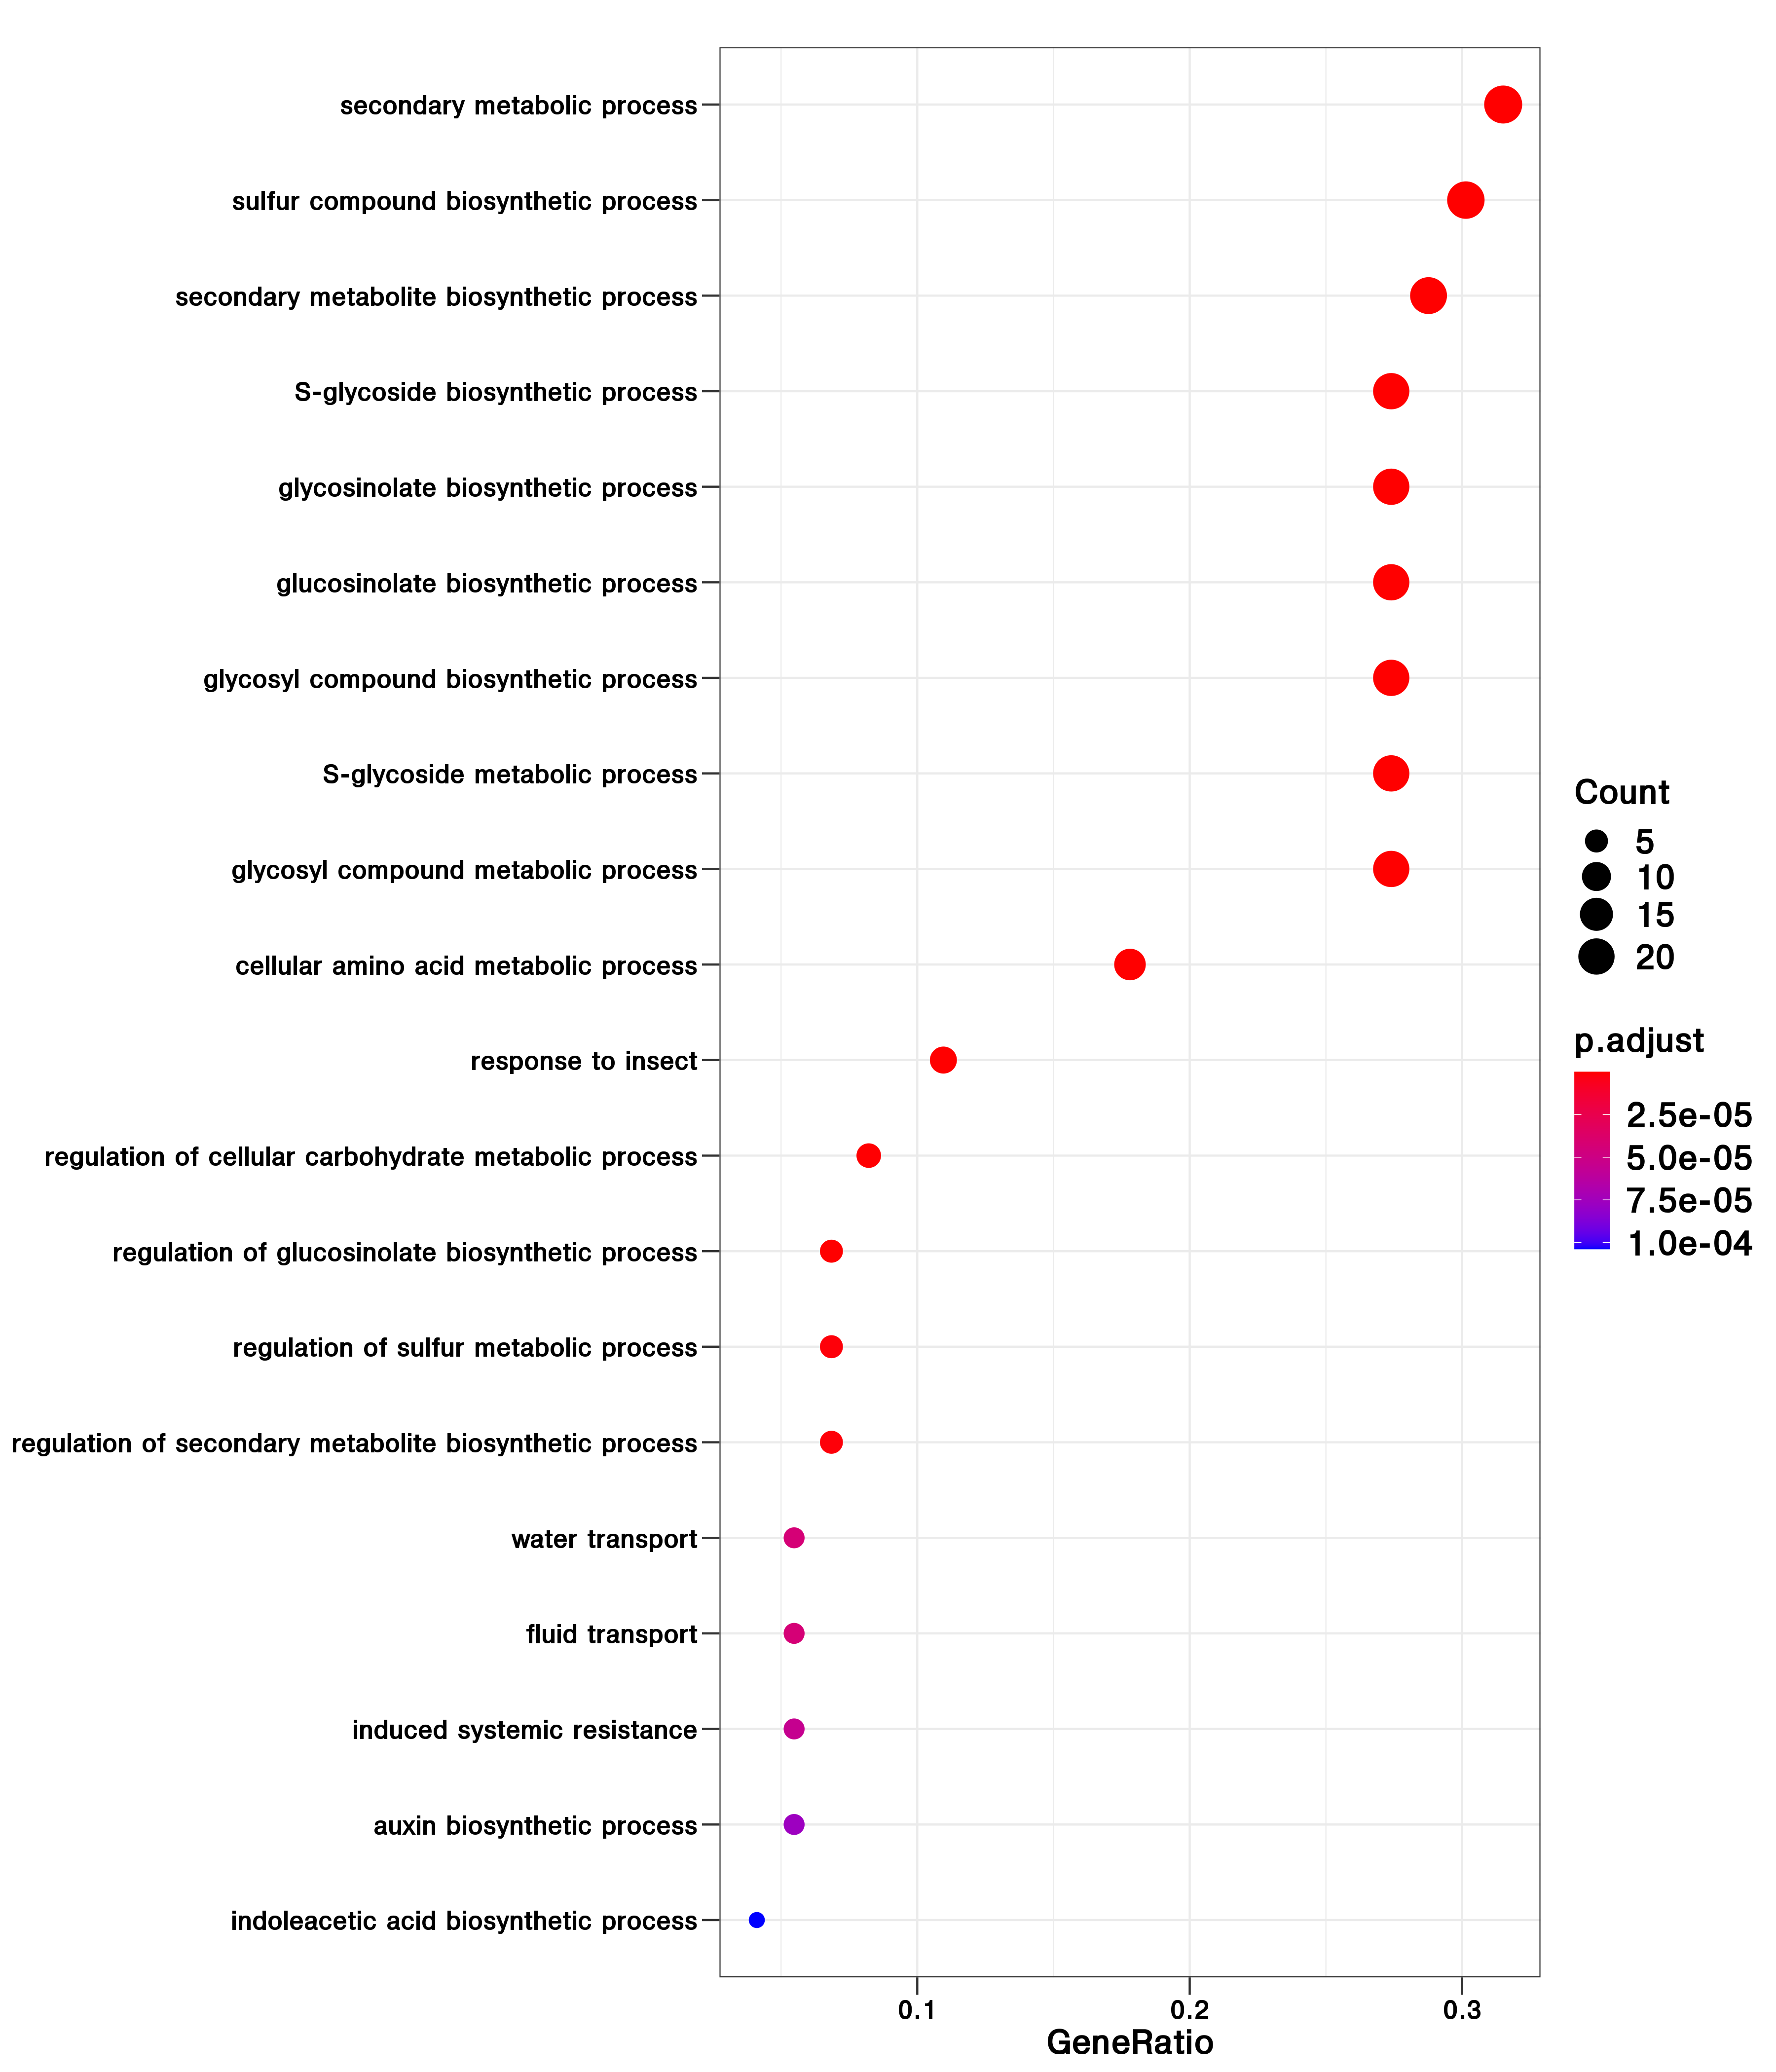 secondary metabolic process
sulfur compound biosynthetic process
secondary metabolite biosynthetic process
S-glycoside biosynthetic process
glycosinolate biosynthetic process
glucosinolate biosynthetic process
glycosyl compound biosynthetic process
S-glycoside metabolic process
glycosyl compound metabolic process
cellular amino acid metabolic process
response to insect
regulation of cellular carbohydrate metabolic process
regulation of glucosinolate biosynthetic process
regulation of sulfur metabolic process
regulation of secondary metabolite biosynthetic process
water transport
fluid transport
induced systemic resistance
auxin biosynthetic process
indoleacetic acid biosynthetic process
0.1 0.2 0.3
GeneRatio
Count
5
10
15
20
p.adjust
2.5e-05
5.0e-05
7.5e-05
1.0e-04